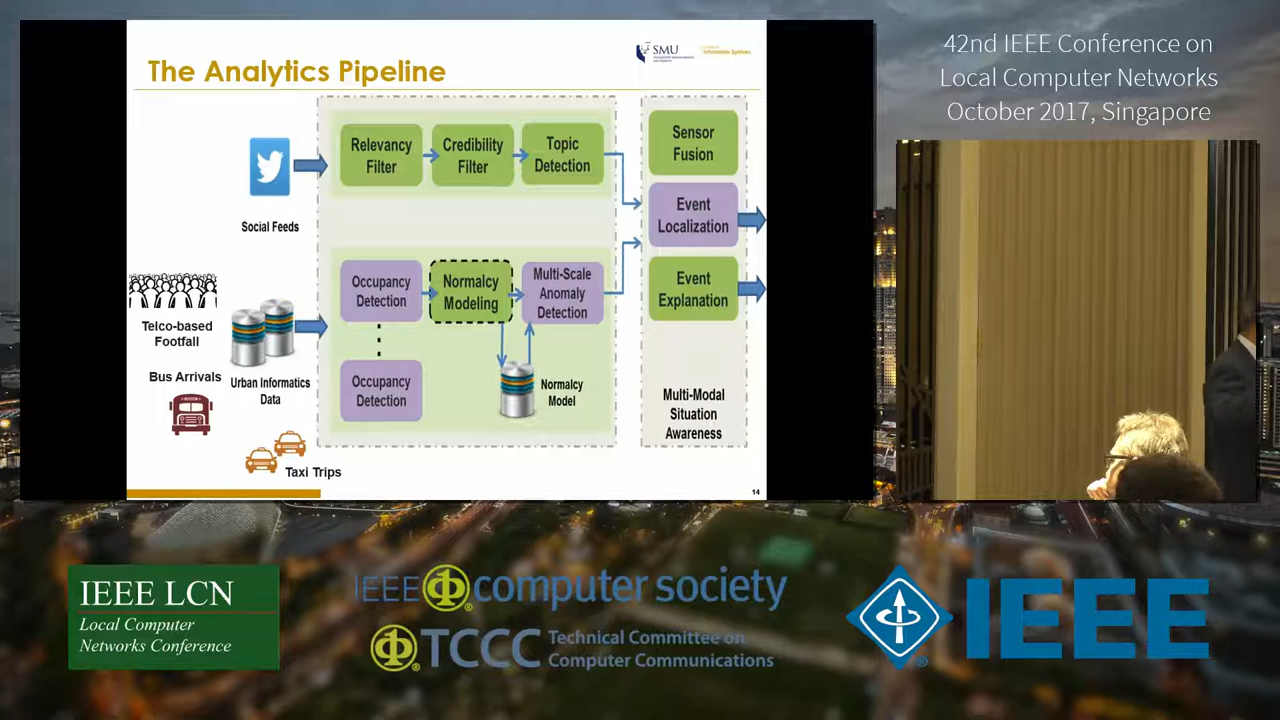 42nd IEEE Conference on
Local Computer Networks
October 2017, Singapore
The Analytics Pipeline
SMU
Relevancy
Filter
Credibility
Filter
Topic
Detection
Sensor
Fusion
Social Feeds
Event
Localization
Occupancy
Detection
Normalcy
Modeling
Multi-Scale
Anomaly
Detection
Event
Explanation
Telco-based
Footfall
Bus Arrivals
Urban Informatics
Data
Occupancy
Detection
Normalcy
Model
Multi-Modal
Situation
Awareness
Taxi Trips
14
IEEE LCN
Local Computer
Networks Conference
IEEE computer society
TCCC Technical Committee on
Computer Communications
IEEE